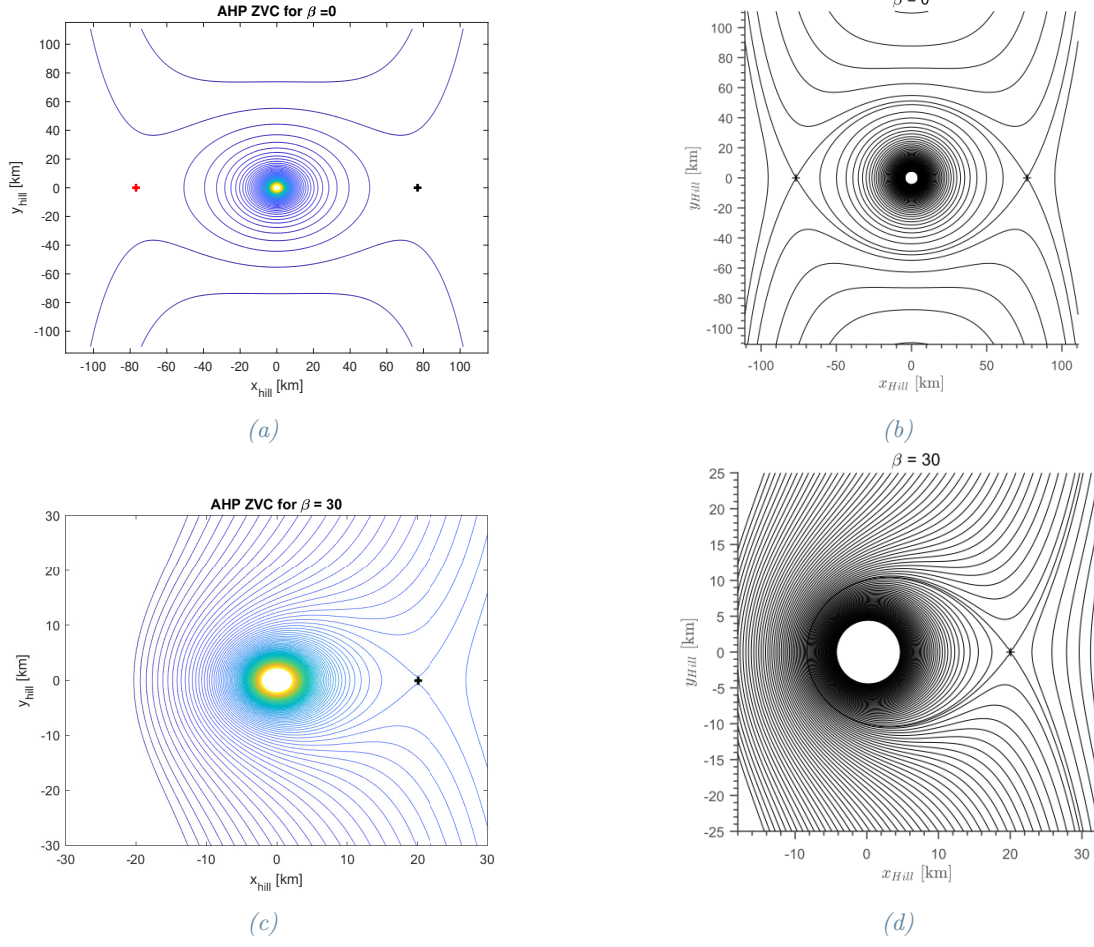 AHP ZVC for β =0
100
80
60
40
20
0
-20
-40
-60
-80
-100
y_hill [km]
-100 -80 -60 -40 -20 0 20 40 60 80 100
x_hill [km]
(a)
β = 0
100
80
60
40
20
0
-20
-40
-60
-80
-100
y_Hill [km]
-100 -50 0 50 100
x_Hill [km]
(b)
AHP ZVC for β = 30
30
20
10
0
-10
-20
-30
y_hill [km]
-30 -20 -10 0 10 20 30
x_hill [km]
(c)
β = 30
25
20
15
10
5
0
-5
-10
-15
-20
-25
y_Hill [km]
-10 0 10 20 30
x_Hill [km]
(d)